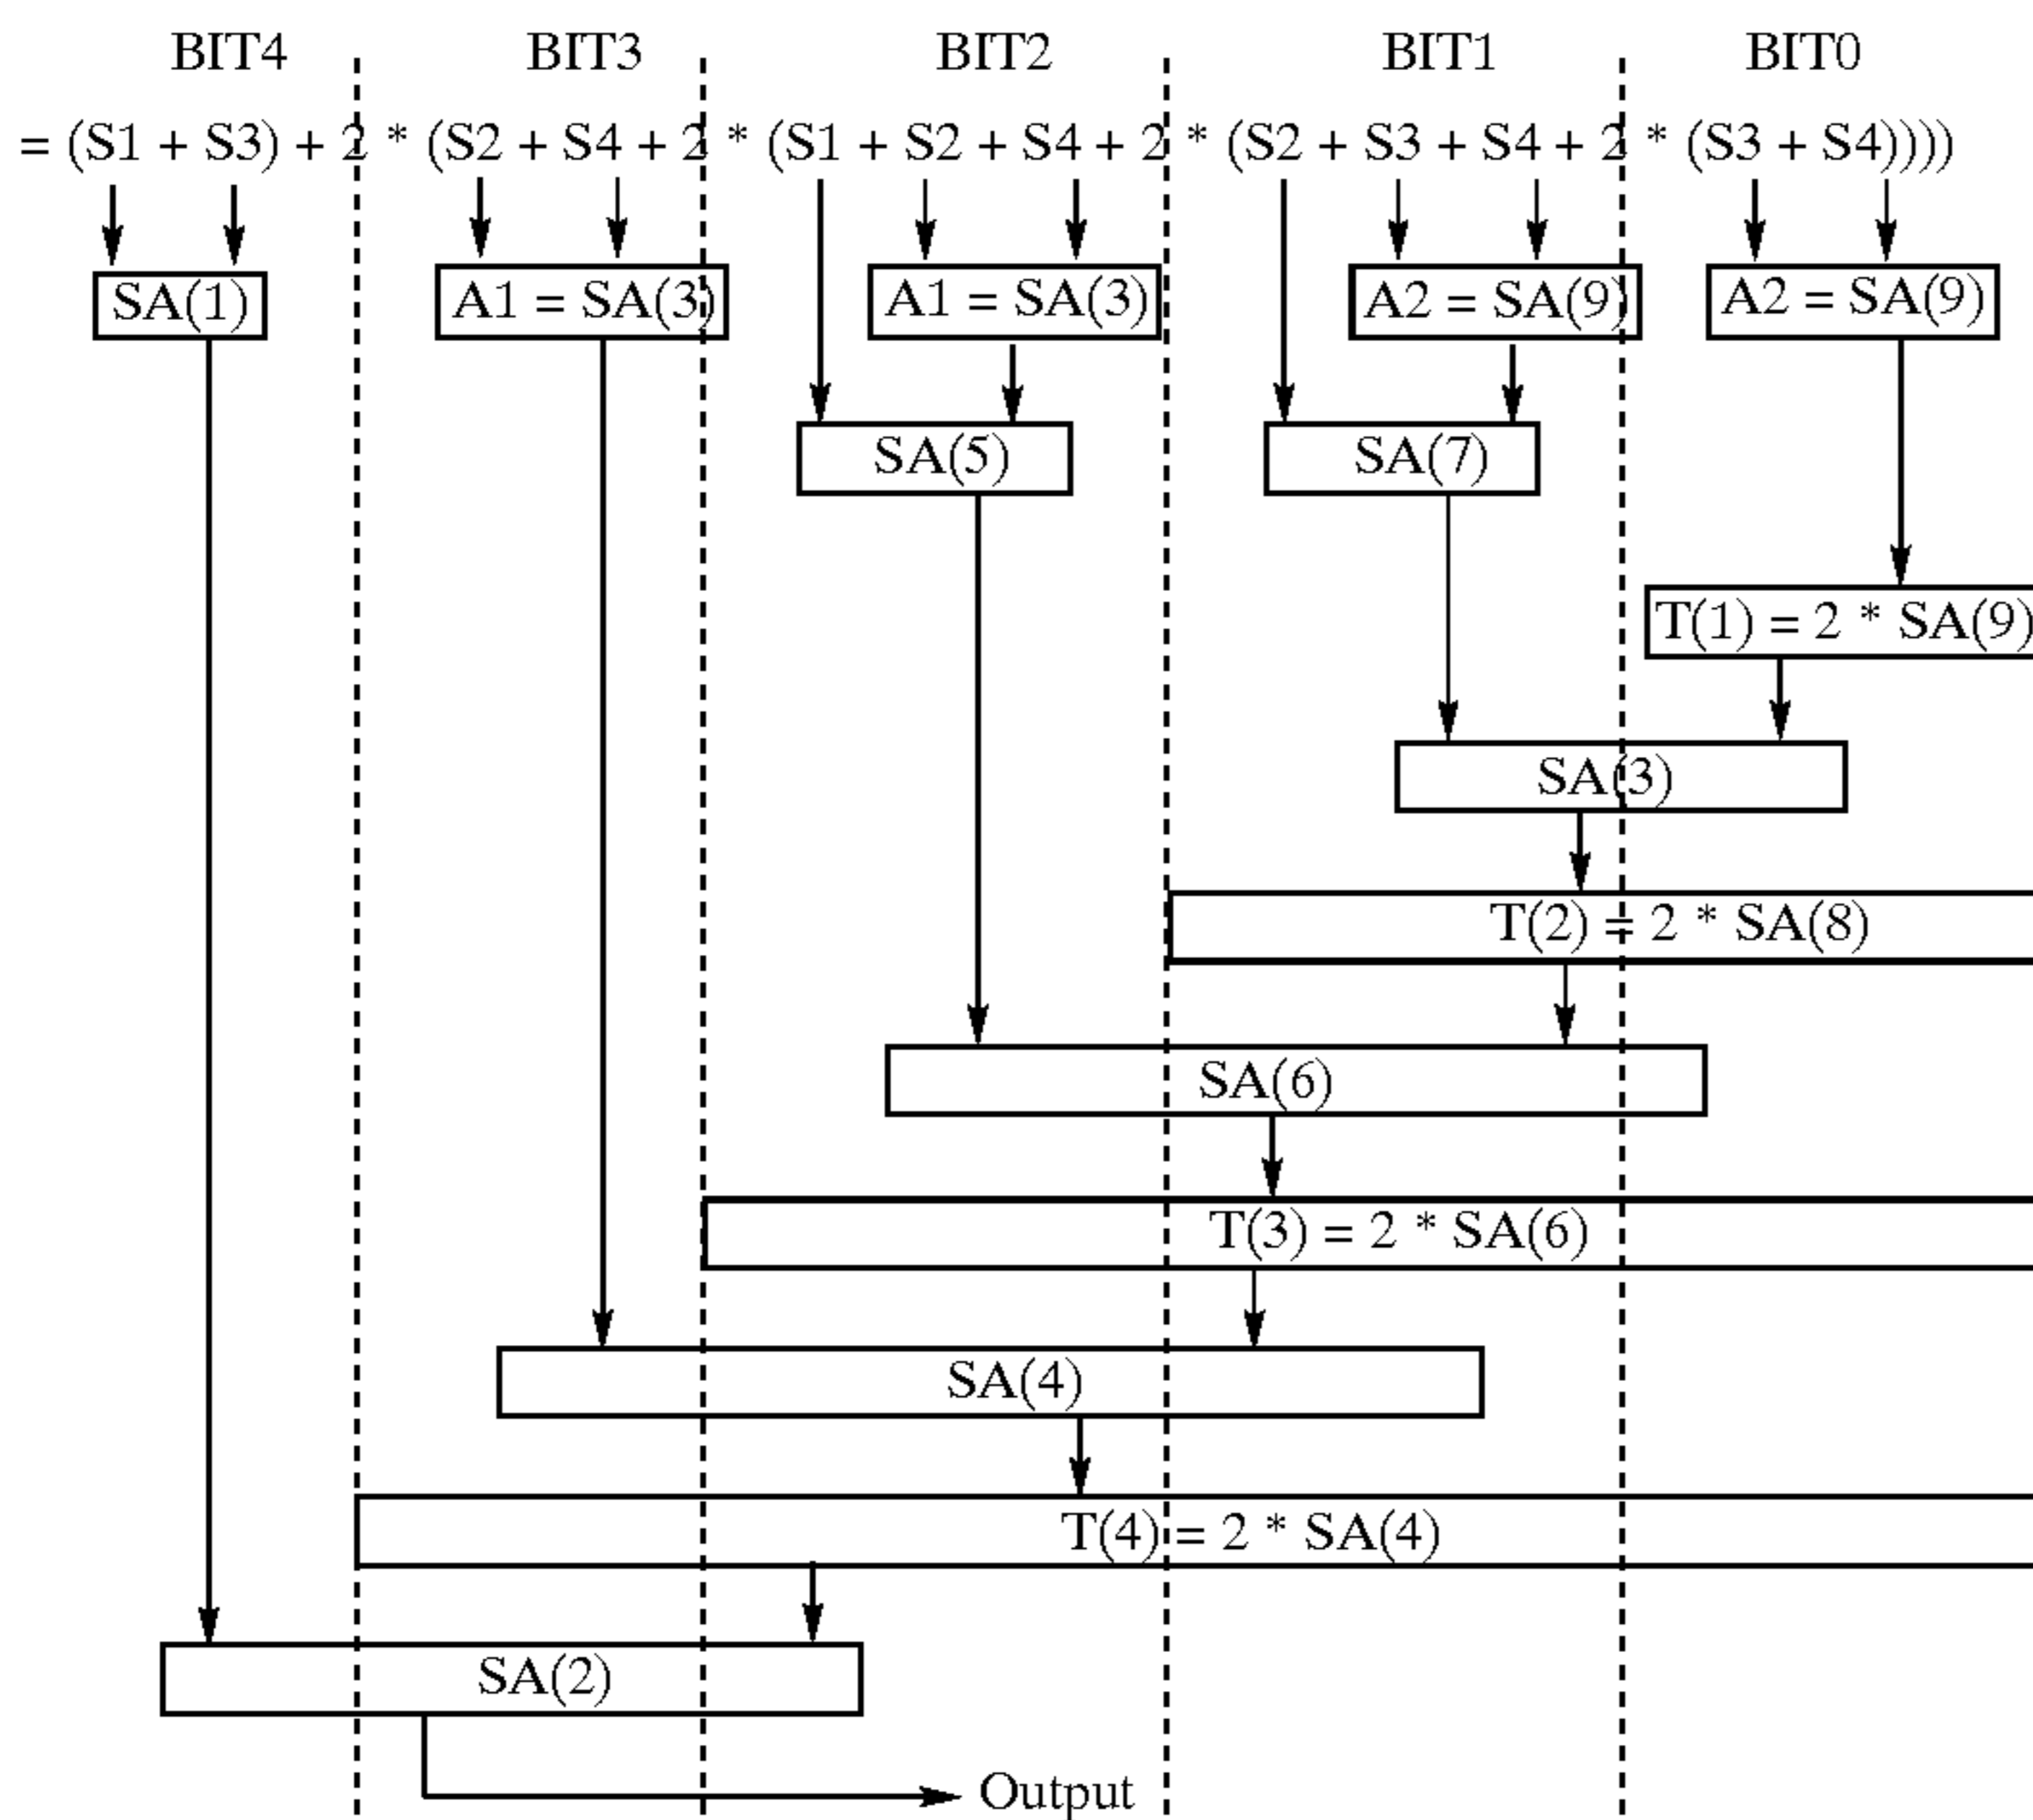 BIT4 BIT3 BIT2 BIT1 BIT0
= (S1 + S3) + 2 * (S2 + S4 + 2 * (S1 + S2 + S4 + 2 * (S2 + S3 + S4 + 2 * (S3 + S4))))
SA(1) A1 = SA(3) A1 = SA(3) A2 = SA(9) A2 = SA(9)
SA(5) SA(7)
T(1) = 2 * SA(9)
SA(3)
T(2) = 2 * SA(8)
SA(6)
T(3) = 2 * SA(6)
SA(4)
T(4) = 2 * SA(4)
SA(2)
Output